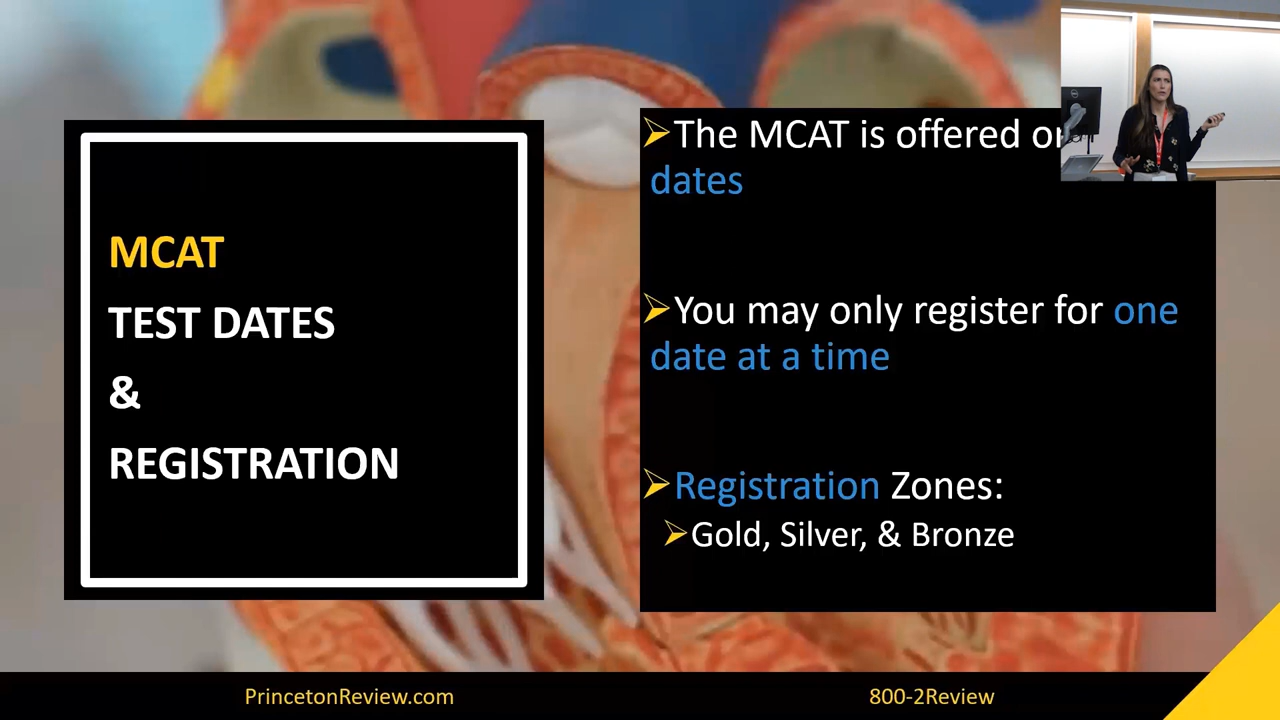 MCAT
TEST DATES
&
REGISTRATION
➢The MCAT is offered
dates
➢You may only register for one
date at a time
➢Registration Zones:
➢Gold, Silver, & Bronze
PrincetonReview.com
800-2Review